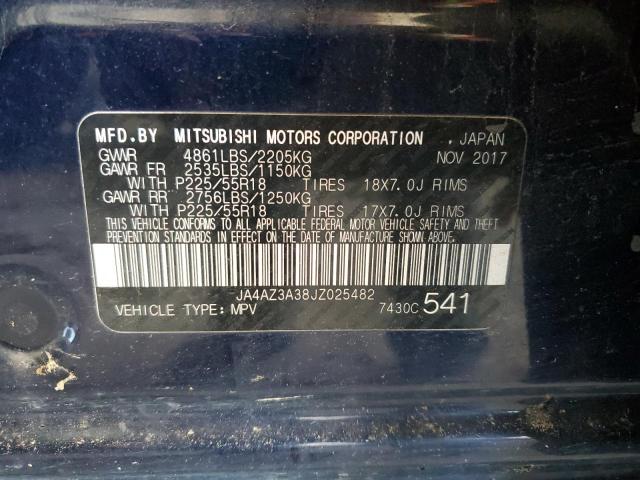 MFD.BY MITSUBISHI MOTORS CORPORATION , JAPAN
GVWR 4861LBS/2205KG NOV 2017
GAWR FR 2535LBS/1150KG
WITH P225/55R18 TIRES 18X7.0J RIMS
GAWR RR 2756LBS/1250KG
WITH P225/55R18 TIRES 17X7.0J RIMS
THIS VEHICLE CONFORMS TO ALL APPLICABLE FEDERAL MOTOR VEHICLE SAFETY AND THEFT
PREVENTION STANDARDS IN EFFECT ON THE DATE OF MANUFACTURE SHOWN ABOVE.
JA4AZ3A38JZ025482
VEHICLE TYPE:MPV 7430C 541